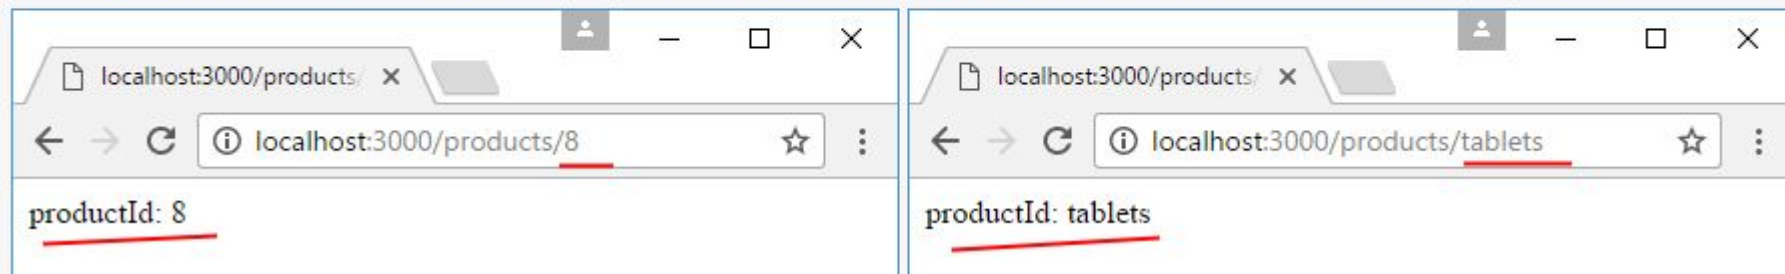 localhost:3000/products/
localhost:3000/products/8
productId: 8
localhost:3000/products/
localhost:3000/products/tablets
productId: tablets